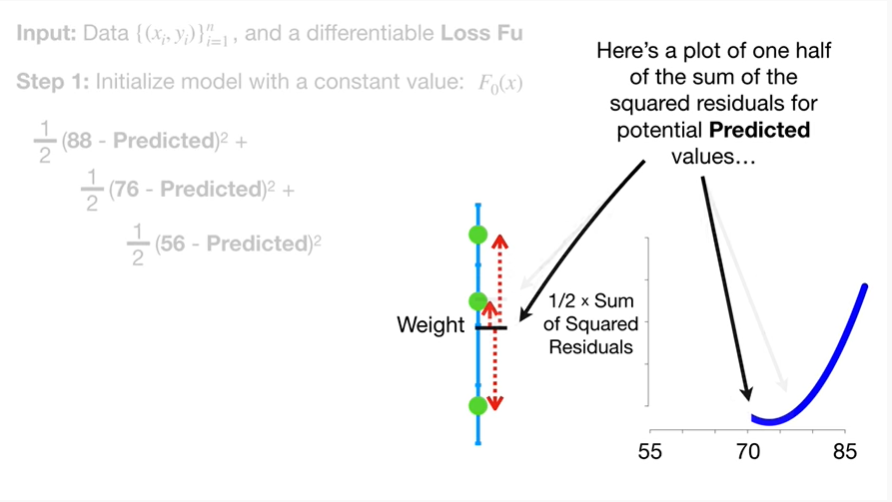 Input: Data {(xᵢ, yᵢ)}ⁿᵢ₌₁, and a differentiable Loss Fu
Step 1: Initialize model with a constant value: F₀(x)
1/2 (88 - Predicted)² +
1/2 (76 - Predicted)² +
1/2 (56 - Predicted)²
Here's a plot of one half
of the sum of the
squared residuals for
potential Predicted
values…
Weight
1/2 × Sum
of Squared
Residuals
55 70 85